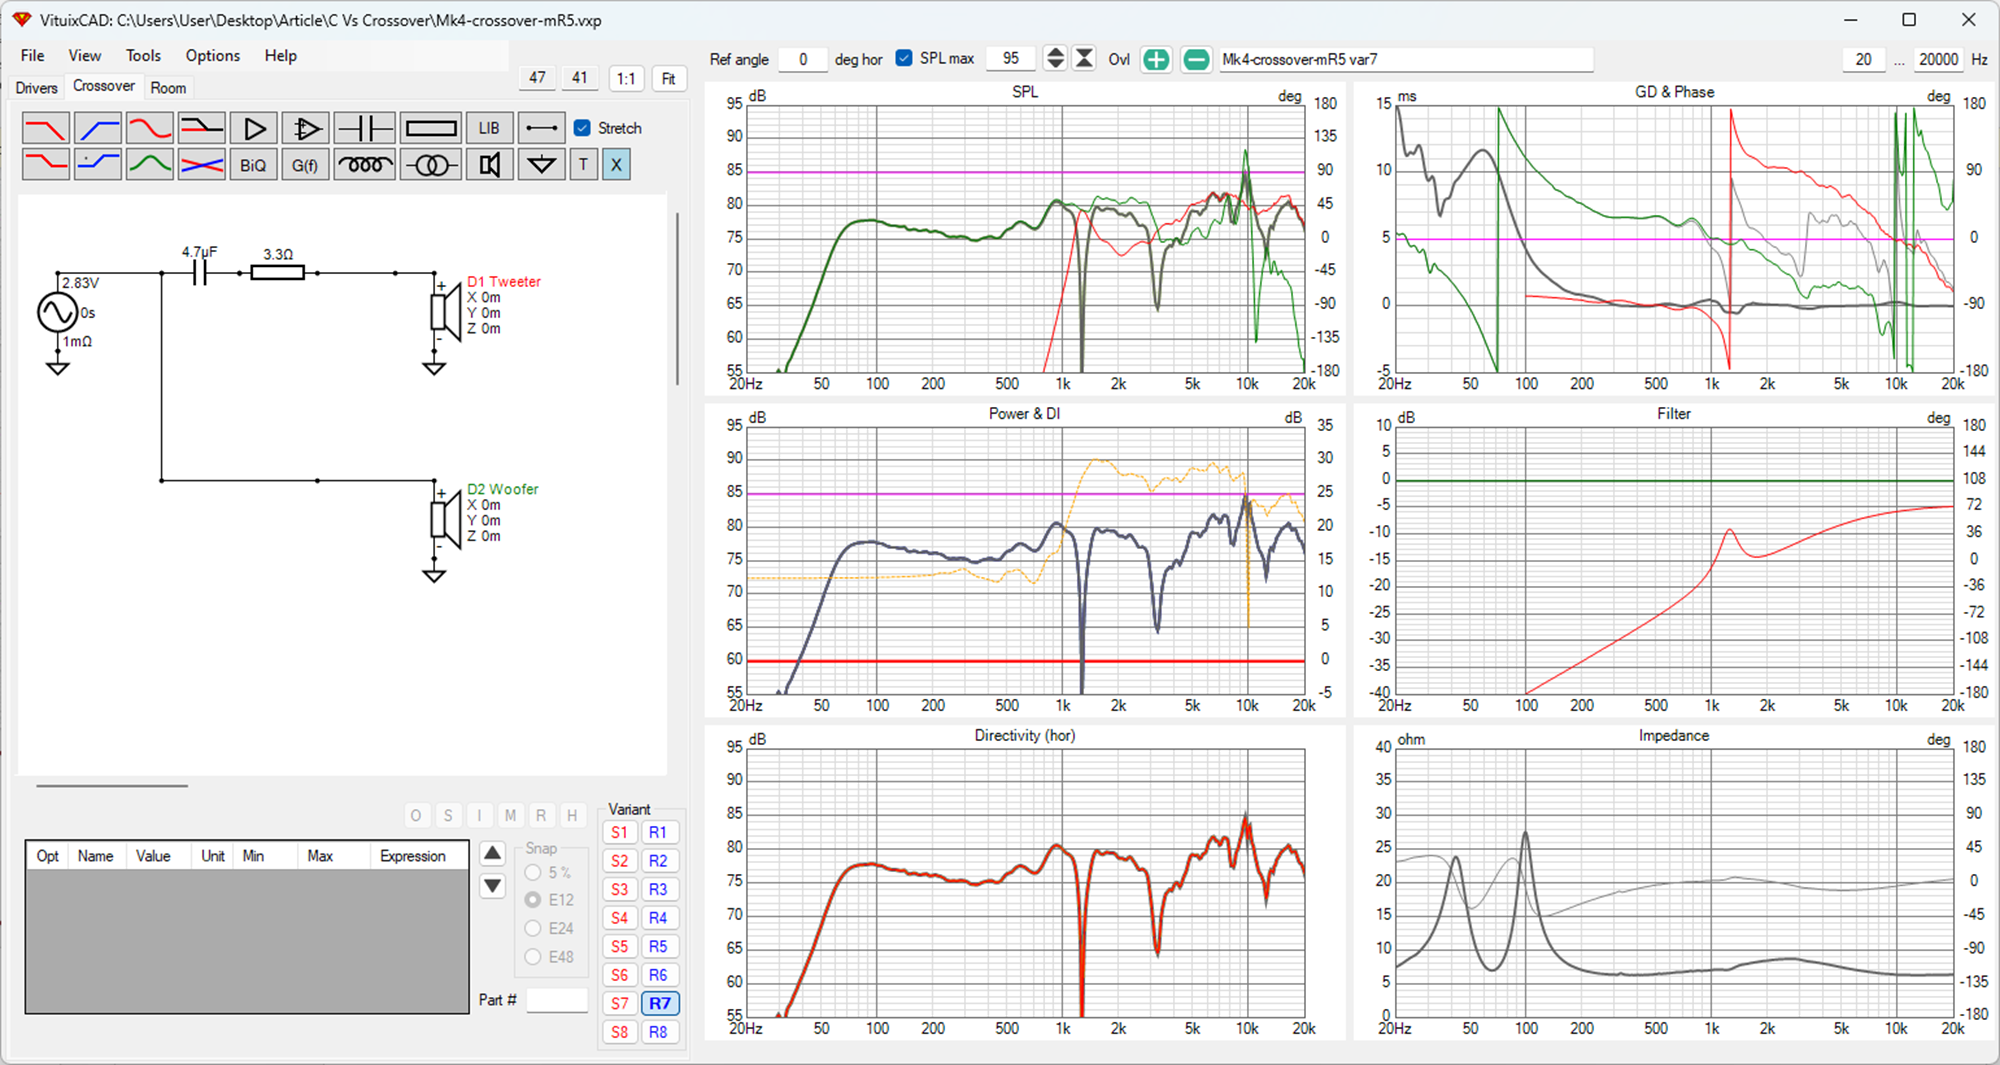 VituixCAD: C:\Users\User\Desktop\Article\C Vs Crossover\Mk4-crossover-mR5.vxp
File View Tools Options Help
Drivers Crossover Room
47 41 1:1 Fit
Ref angle 0 deg hor SPL max 95 Ovl Mk4-crossover-mR5 var7 20 ... 20000 Hz
LIB Stretch
BiQ G(f) T X
4.7µF
3.3Ω
2.83V
0s
1mΩ
D1 Tweeter
+ X 0m
Y 0m
- Z 0m
D2 Woofer
+ X 0m
Y 0m
- Z 0m
O S I M R H
Opt Name Value Unit Min Max Expression
Snap
5 %
E12
E24
E48
Part #
Variant
S1 R1
S2 R2
S3 R3
S4 R4
S5 R5
S6 R6
S7 R7
S8 R8
SPL
dB deg
95 90 85 80 75 70 65 60 55
180 135 90 45 0 -45 -90 -135 -180
20Hz 50 100 200 500 1k 2k 5k 10k 20k
GD & Phase
ms deg
15 10 5 0 -5
180 90 0 -90 -180
20Hz 50 100 200 500 1k 2k 5k 10k 20k
Power & DI
dB dB
95 90 85 80 75 70 65 60 55
35 30 25 20 15 10 5 0 -5
20Hz 50 100 200 500 1k 2k 5k 10k 20k
Filter
dB deg
10 5 0 -5 -10 -15 -20 -25 -30 -35 -40
180 144 108 72 36 0 -36 -72 -108 -144 -180
20Hz 50 100 200 500 1k 2k 5k 10k 20k
Directivity (hor)
dB
95 90 85 80 75 70 65 60 55
20Hz 50 100 200 500 1k 2k 5k 10k 20k
Impedance
ohm deg
40 35 30 25 20 15 10 5 0
180 135 90 45 0 -45 -90 -135 -180
20Hz 50 100 200 500 1k 2k 5k 10k 20k